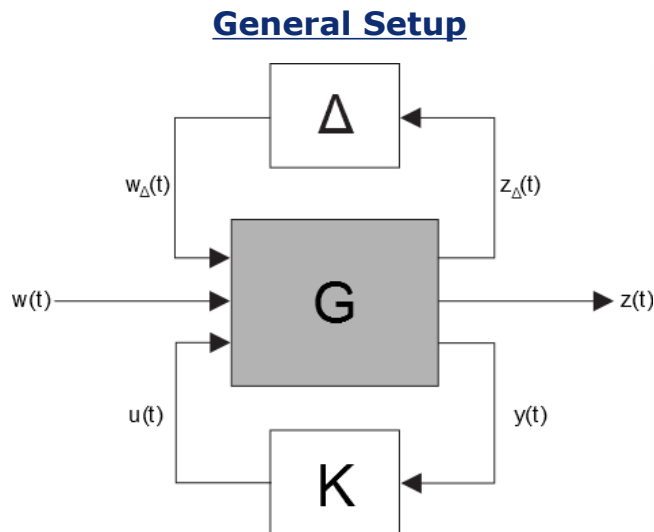 General Setup
Δ
w_Δ(t)
z_Δ(t)
w(t)
G
z(t)
u(t)
y(t)
K